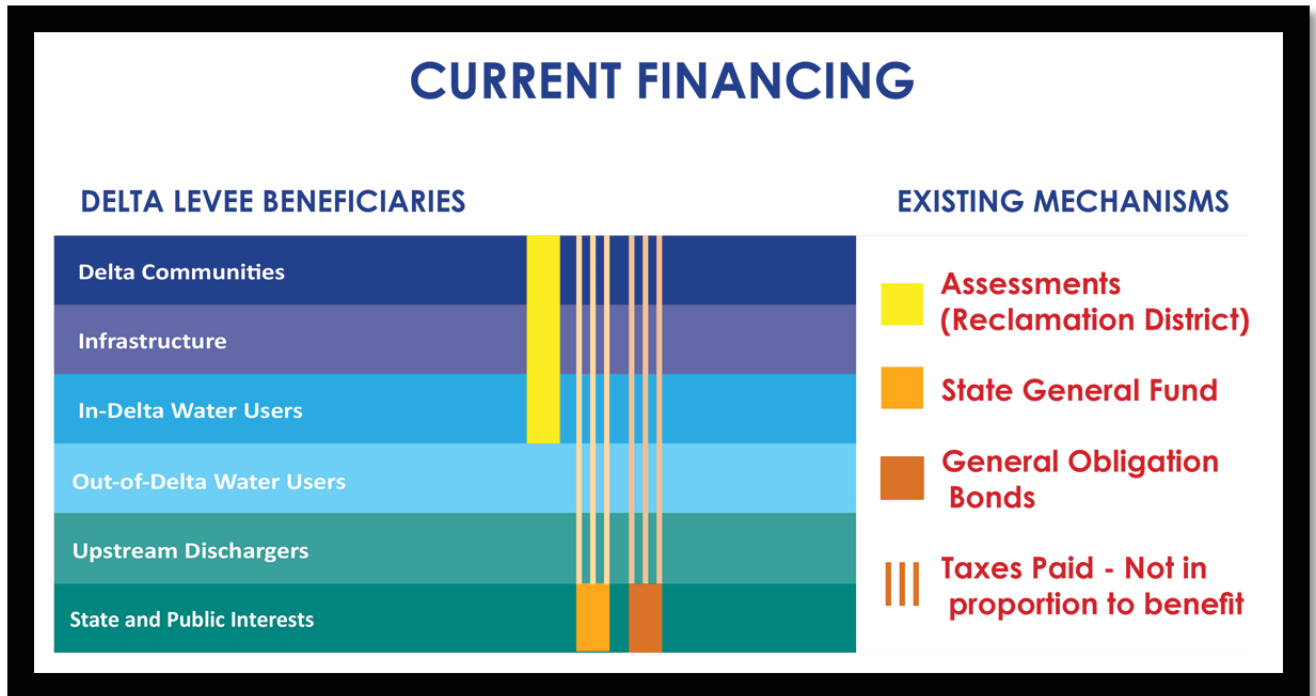 CURRENT FINANCING
DELTA LEVEE BENEFICIARIES
Delta Communities
Infrastructure
In-Delta Water Users
Out-of-Delta Water Users
Upstream Dischargers
State and Public Interests
EXISTING MECHANISMS
Assessments
(Reclamation District)
State General Fund
General Obligation
Bonds
Taxes Paid - Not in
proportion to benefit